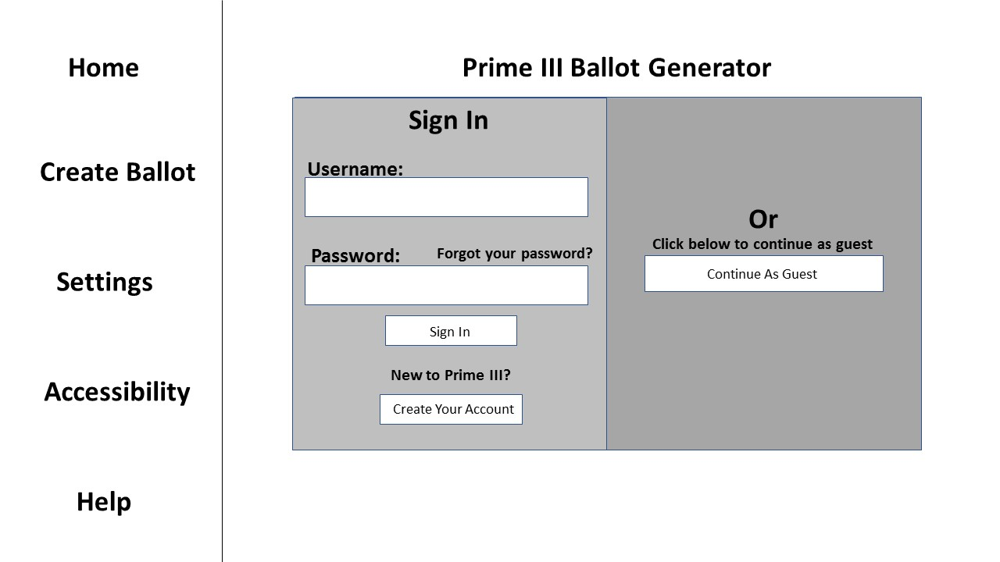 Home
Create Ballot
Settings
Accessibility
Help
Prime III Ballot Generator
Sign In
Username:
Password:
Forgot your password?
Sign In
New to Prime III?
Create Your Account
Or
Click below to continue as guest
Continue As Guest